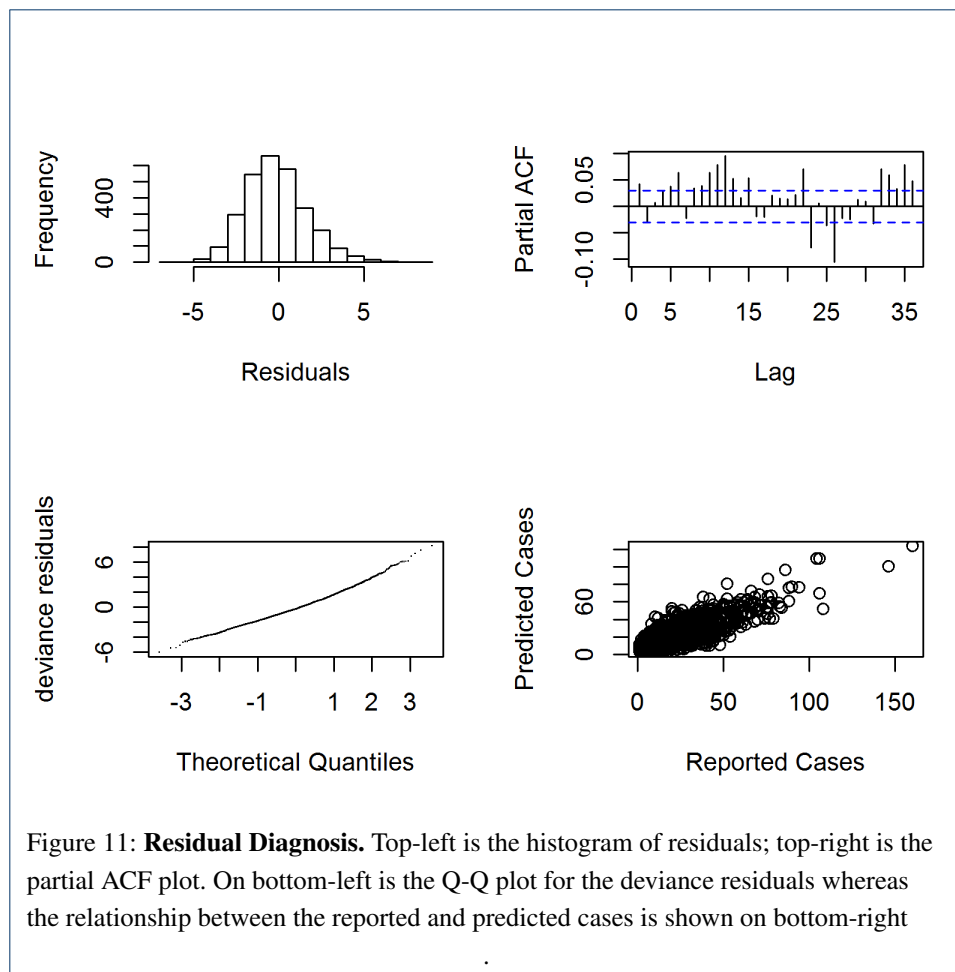 Frequency
400
0
-5 0 5
Residuals
Partial ACF
0.05
-0.10
0 5 15 25 35
Lag
deviance residuals
6
0
-6
-3 -1 1 2 3
Theoretical Quantiles
Predicted Cases
60
0
0 50 100 150
Reported Cases
Figure 11: Residual Diagnosis. Top-left is the histogram of residuals; top-right is the
partial ACF plot. On bottom-left is the Q-Q plot for the deviance residuals whereas
the relationship between the reported and predicted cases is shown on bottom-right
.